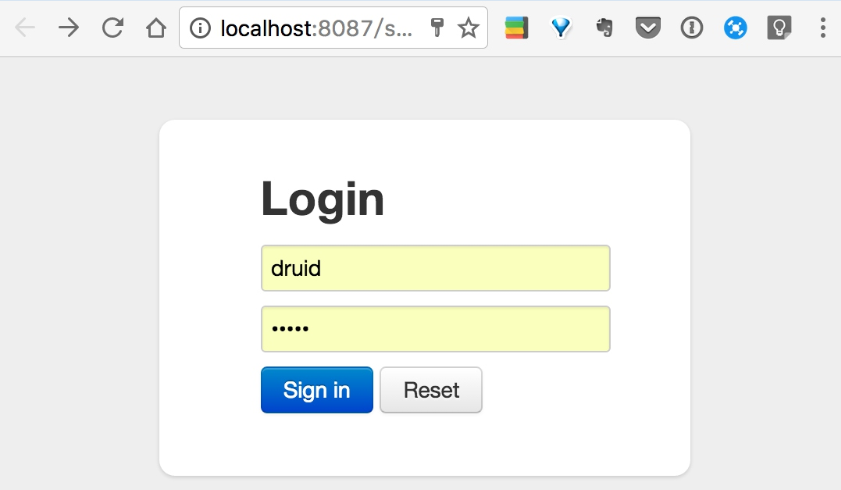 localhost:8087/s...
Login
druid
•••••
Sign in Reset